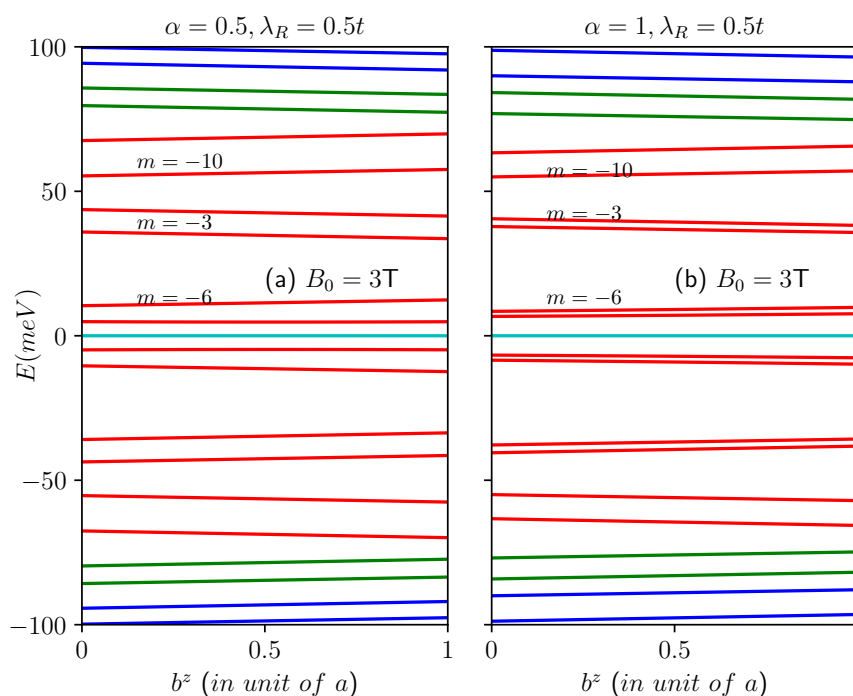 α = 0.5, λ_R = 0.5t
100
50
0
−50
−100
E(meV)
m = −10
m = −3
(a) B_0 = 3T
m = −6
0
0.5
1
b^z (in unit of a)
α = 1, λ_R = 0.5t
m = −10
m = −3
(b) B_0 = 3T
m = −6
0
0.5
b^z (in unit of a)